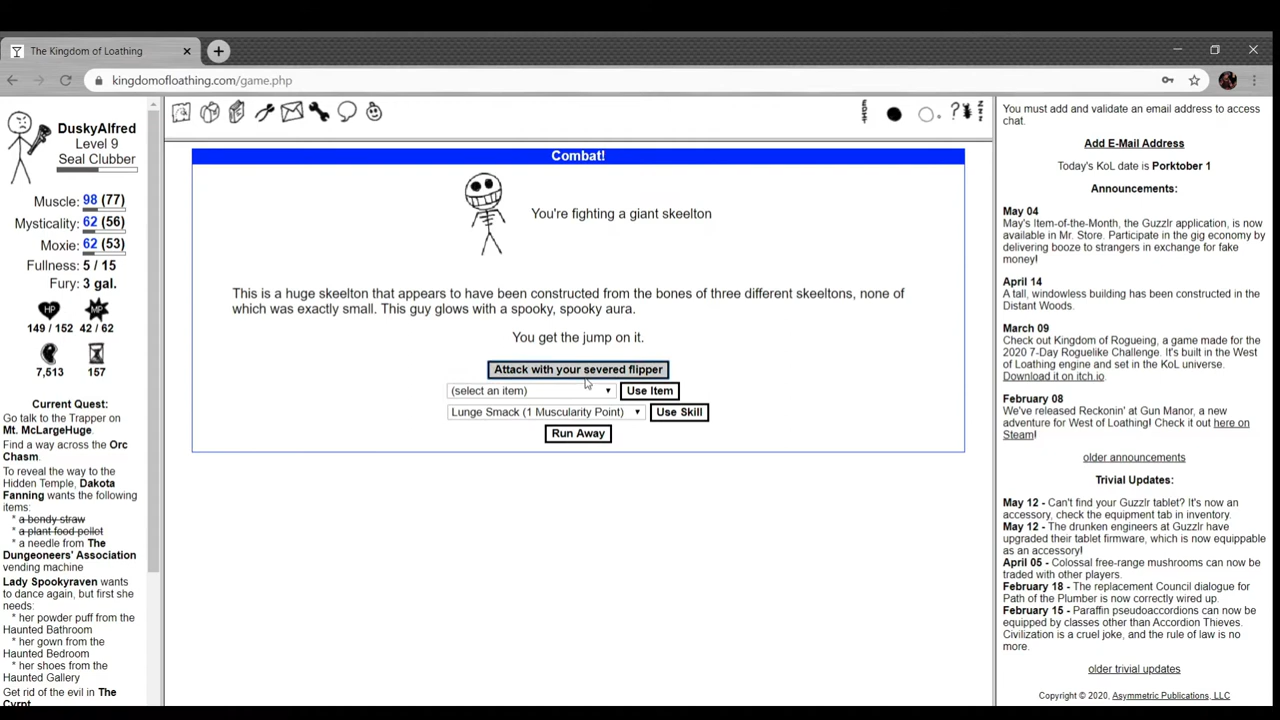 The Kingdom of Loathing
kingdomofloathing.com/game.php
DuskyAlfred
Level 9
Seal Clubber
Muscle: 98 (77)
Mysticality: 62 (56)
Moxie: 62 (53)
Fullness: 5 / 15
Fury: 3 gal.
HP MP
149 / 152 42 / 62
7,513 157
Current Quest:
Go talk to the Trapper on
Mt. McLargeHuge.
Find a way across the Orc
Chasm.
To reveal the way to the
Hidden Temple, Dakota
Fanning wants the following
items:
* a bendy straw
* a plant food pellet
* a needle from The
Dungeoneers' Association
vending machine
Lady Spookyraven wants
to dance again, but first she
needs:
* her powder puff from the
Haunted Bathroom
* her gown from the
Haunted Bedroom
* her shoes from the
Haunted Gallery
Get rid of the evil in The
Cyrpt
Combat!
You're fighting a giant skeelton
This is a huge skeelton that appears to have been constructed from the bones of three different skeeltons, none of
which was exactly small. This guy glows with a spooky, spooky aura.
You get the jump on it.
Attack with your severed flipper
(select an item) Use Item
Lunge Smack (1 Muscularity Point) Use Skill
Run Away
You must add and validate an email address to access
chat.
Add E-Mail Address
Today's KoL date is Porktober 1
Announcements:
May 04
May's Item-of-the-Month, the Guzzlr application, is now
available in Mr. Store. Participate in the gig economy by
delivering booze to strangers in exchange for fake
money!
April 14
A tall, windowless building has been constructed in the
Distant Woods.
March 09
Check out Kingdom of Rogueing, a game made for the
2020 7-Day Roguelike Challenge. It's built in the West
of Loathing engine and set in the KoL universe.
Download it on itch.io.
February 08
We've released Reckonin' at Gun Manor, a new
adventure for West of Loathing! Check it out here on
Steam!
older announcements
Trivial Updates:
May 12 - Can't find your Guzzlr tablet? It's now an
accessory, check the equipment tab in inventory.
May 12 - The drunken engineers at Guzzlr have
upgraded their tablet firmware, which is now equippable
as an accessory!
April 05 - Colossal free-range mushrooms can now be
traded with other players.
February 18 - The replacement Council dialogue for
Path of the Plumber is now correctly wired up.
February 15 - Paraffin pseudoaccordions can now be
equipped by classes other than Accordion Thieves.
Civilization is a cruel joke, and the rule of law is no
more.
older trivial updates
Copyright © 2020, Asymmetric Publications, LLC